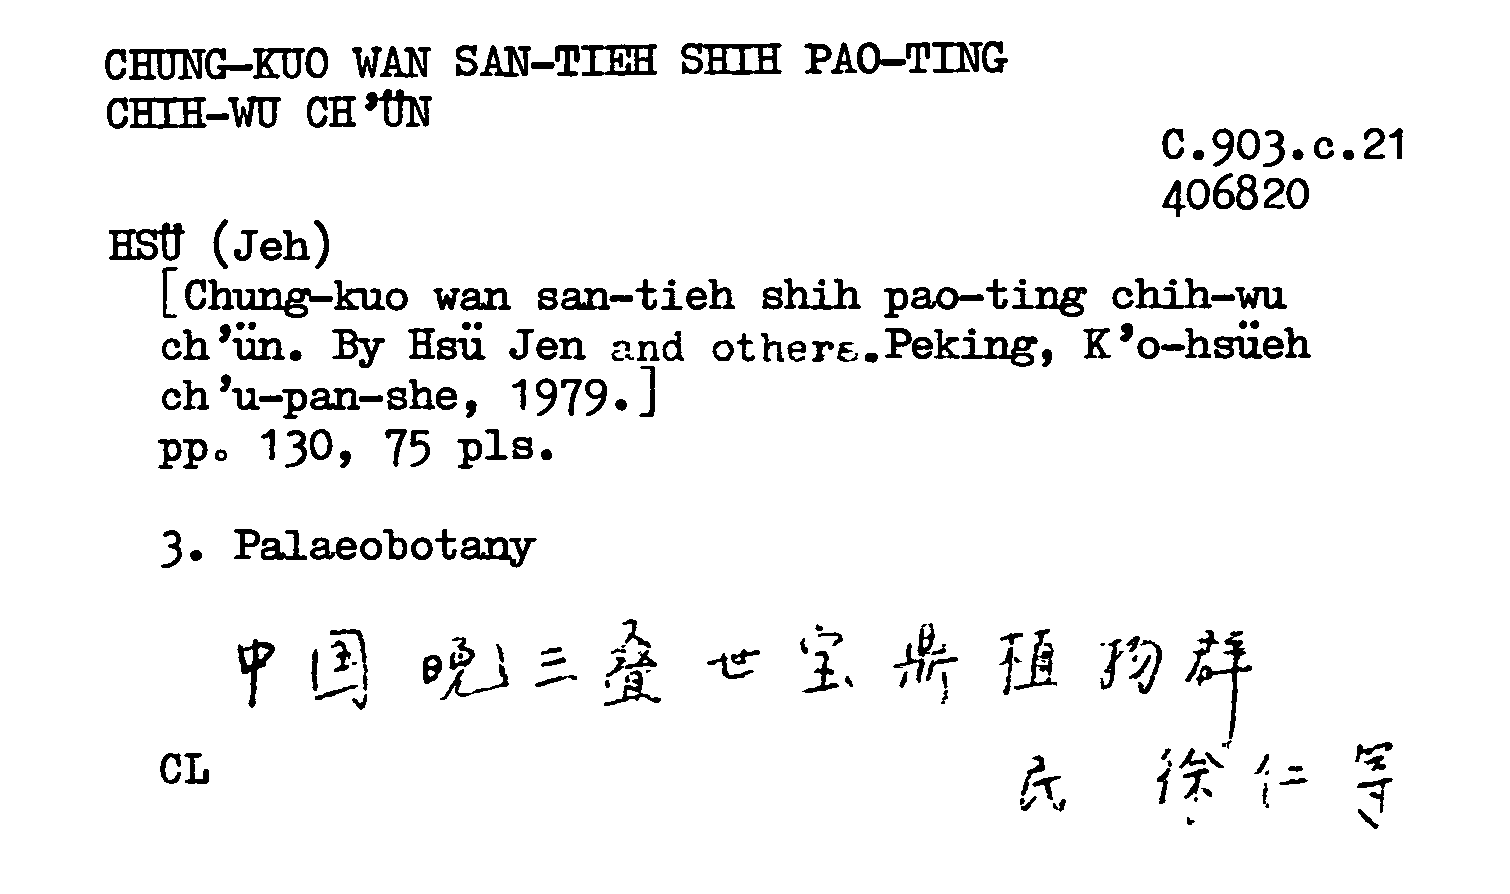 CHUNG-KUO WAN SAN-TIEH SHIH PAO-TING
CHIH-WU CH'ÜN
C.903.c.21
406820
HSÜ (Jeh)
[Chung-kuo wan san-tieh shih pao-ting chih-wu
ch'ün. By Hsü Jen and others.Peking, K'o-hsüeh
ch'u-pan-she, 1979.]
pp. 130, 75 pls.
3. Palaeobotany
中国晚三叠世宝鼎植物群
CL
民 徐仁等